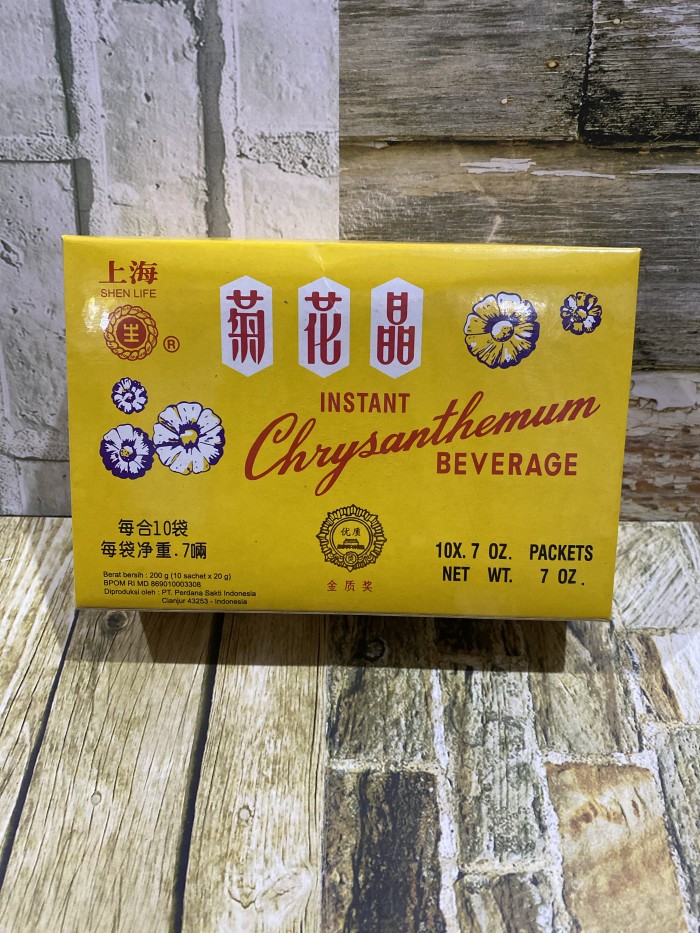 上海
SHEN LIFE
生
®
菊花晶
INSTANT
Chrysanthemum
BEVERAGE
每合10袋
每袋净重.7啢
Berat bersih : 200 g (10 sachet x 20 g)
BPOM RI MD 869010003308
Diproduksi oleh : PT. Perdana Sakti Indonesia
Cianjur 43253 - Indonesia
优质
金质奖
10X.7 OZ. PACKETS
NET WT. 7 OZ.